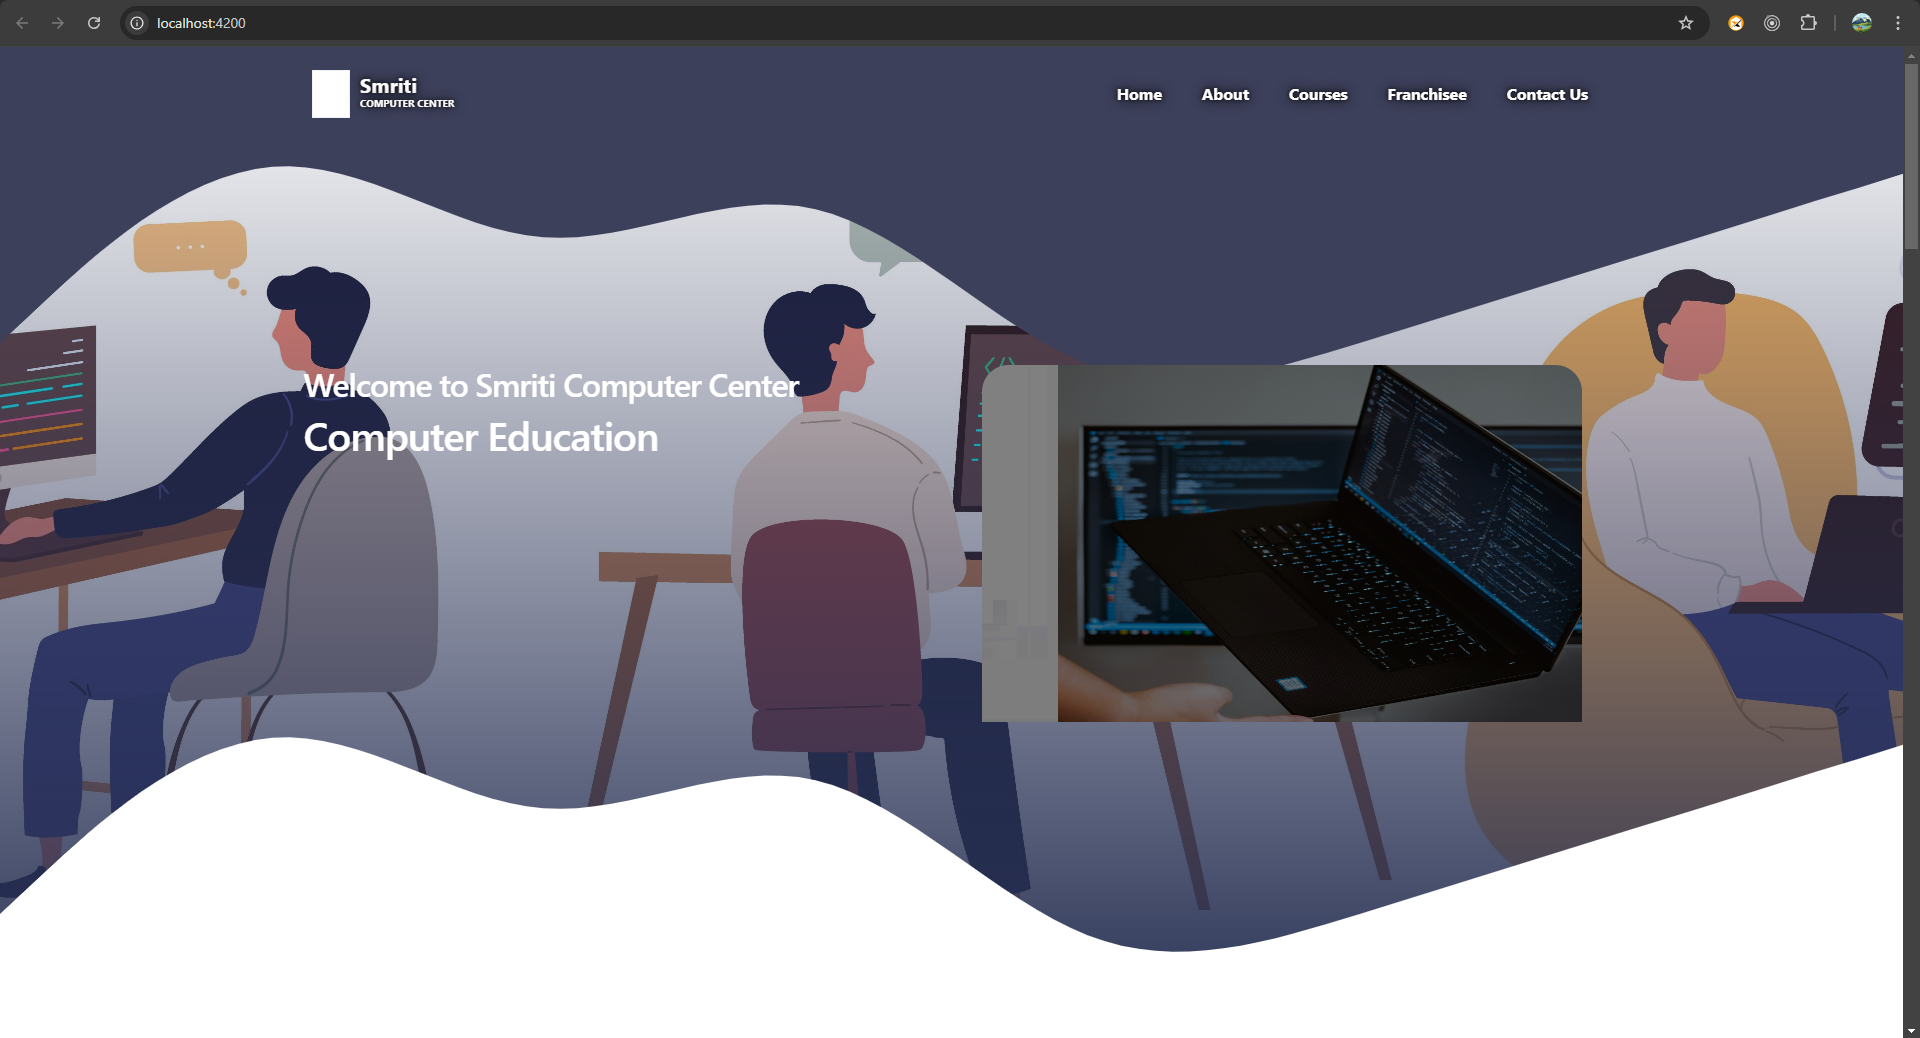 localhost:4200
Smriti
COMPUTER CENTER
Home About Courses Franchisee Contact Us
Welcome to Smriti Computer Center
Computer Education